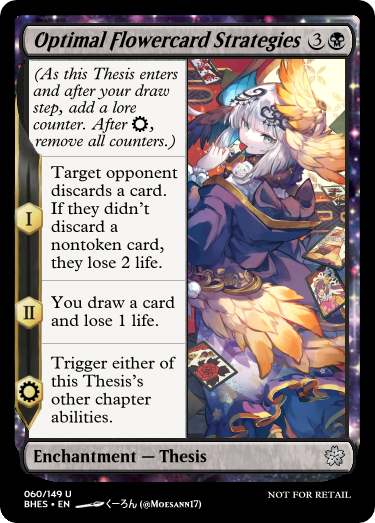 Optimal Flowercard Strategies 3
(As this Thesis enters
and after your draw
step, add a lore
counter. After ,
remove all counters.)
I
Target opponent
discards a card.
If they didn't
discard a
nontoken card,
they lose 2 life.
II
You draw a card
and lose 1 life.
Trigger either of
this Thesis's
other chapter
abilities.
Enchantment — Thesis
060/149 U
BHES • EN くーろん (@Moesann17)
NOT FOR RETAIL